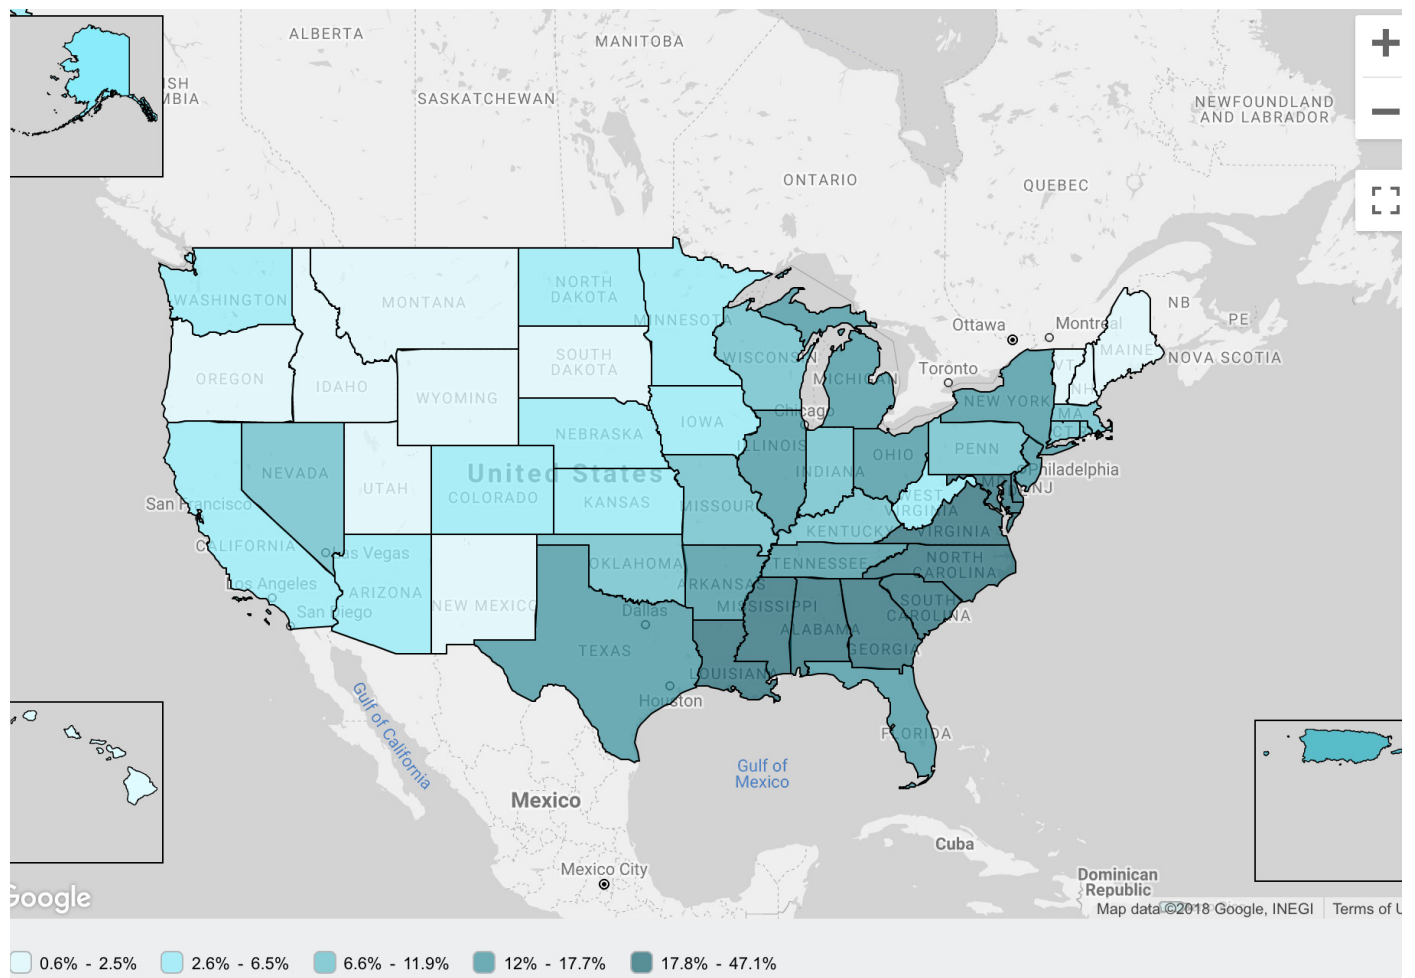 ALBERTA
MANITOBA
SASKATCHEWAN
NEWFOUNDLAND
AND LABRADOR
ONTARIO
QUEBEC
WASHINGTON
MONTANA
NORTH
DAKOTA
MINNESOTA
Ottawa
Montreal
NB
PE
NOVA SCOTIA
MAINE
VT
NH
OREGON
IDAHO
WYOMING
SOUTH
DAKOTA
WISCONSIN
MICHIGAN
Toronto
NEW YORK
MA
CT
Chicago
IOWA
NEBRASKA
ILLINOIS
INDIANA
OHIO
PENN
Philadelphia
NJ
MD
NEVADA
UTAH
COLORADO
United States
KANSAS
MISSOURI
WEST
VIRGINIA
KENTUCKY
VIRGINIA
San Francisco
CALIFORNIA
Las Vegas
Los Angeles
San Diego
ARIZONA
NEW MEXICO
OKLAHOMA
ARKANSAS
TENNESSEE
NORTH
CAROLINA
SOUTH
CAROLINA
MISSISSIPPI
ALABAMA
GEORGIA
Dallas
TEXAS
LOUISIANA
Houston
FLORIDA
Gulf of California
Gulf of
Mexico
Mexico
Mexico City
Cuba
Dominican
Republic
Google
Map data ©2018 Google, INEGI
Terms of U
0.6% - 2.5%
2.6% - 6.5%
6.6% - 11.9%
12% - 17.7%
17.8% - 47.1%